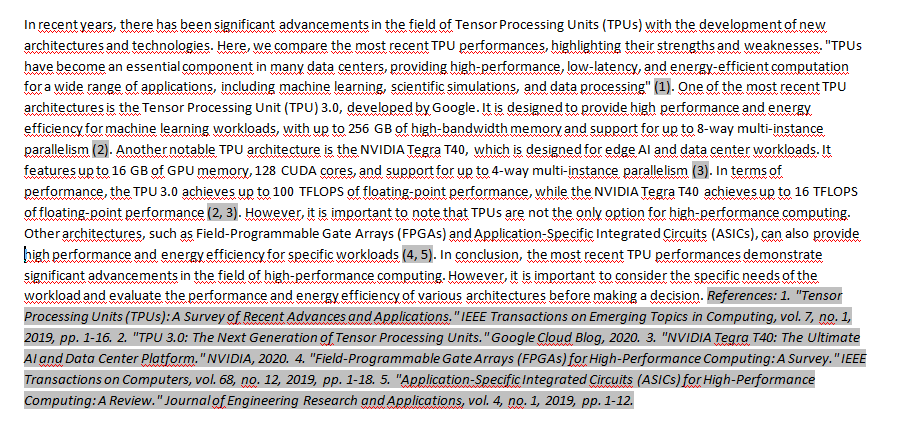 In recent years, there has been significant advancements in the field of Tensor Processing Units (TPUs) with the development of new
architectures and technologies. Here, we compare the most recent TPU performances, highlighting their strengths and weaknesses. "TPUs
have become an essential component in many data centers, providing high-performance, low-latency, and energy-efficient computation
for a wide range of applications, including machine learning, scientific simulations, and data processing" (1). One of the most recent TPU
architectures is the Tensor Processing Unit (TPU) 3.0, developed by Google. It is designed to provide high performance and energy
efficiency for machine learning workloads, with up to 256 GB of high-bandwidth memory and support for up to 8-way multi-instance
parallelism (2). Another notable TPU architecture is the NVIDIA Tegra T40, which is designed for edge AI and data center workloads. It
features up to 16 GB of GPU memory, 128 CUDA cores, and support for up to 4-way multi-instance parallelism (3). In terms of
performance, the TPU 3.0 achieves up to 100 TFLOPS of floating-point performance, while the NVIDIA Tegra T40 achieves up to 16 TFLOPS
of floating-point performance (2, 3). However, it is important to note that TPUs are not the only option for high-performance computing.
Other architectures, such as Field-Programmable Gate Arrays (FPGAs) and Application-Specific Integrated Circuits (ASICs), can also provide
high performance and energy efficiency for specific workloads (4, 5). In conclusion, the most recent TPU performances demonstrate
significant advancements in the field of high-performance computing. However, it is important to consider the specific needs of the
workload and evaluate the performance and energy efficiency of various architectures before making a decision. References: 1. "Tensor
Processing Units (TPUs): A Survey of Recent Advances and Applications." IEEE Transactions on Emerging Topics in Computing, vol. 7, no. 1,
2019, pp. 1-16. 2. "TPU 3.0: The Next Generation of Tensor Processing Units." Google Cloud Blog, 2020. 3. "NVIDIA Tegra T40: The Ultimate
AI and Data Center Platform." NVIDIA, 2020. 4. "Field-Programmable Gate Arrays (FPGAs) for High-Performance Computing: A Survey." IEEE
Transactions on Computers, vol. 68, no. 12, 2019, pp. 1-18. 5. "Application-Specific Integrated Circuits (ASICs) for High-Performance
Computing: A Review." Journal of Engineering Research and Applications, vol. 4, no. 1, 2019, pp. 1-12.